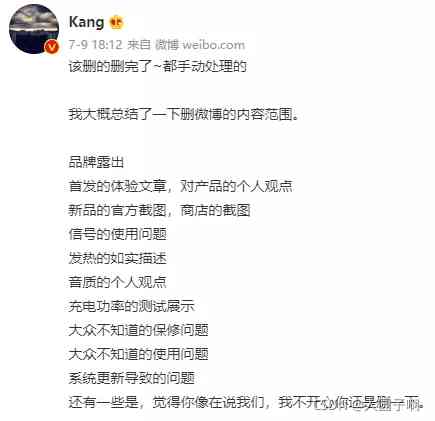 Kang
7-9 18:12 来自 微博 weibo.com
该删的删完了~都手动处理的
我大概总结了一下删微博的内容范围。
品牌露出
首发的体验文章，对产品的个人观点
新品的官方截图，商店的截图
信号的使用问题
发热的如实描述
音质的个人观点
充电功率的测试展示
大众不知道的保修问题
大众不知道的使用问题
系统更新导致的问题
还有一些是，觉得你像在说我们，我不开心你还是删一下。